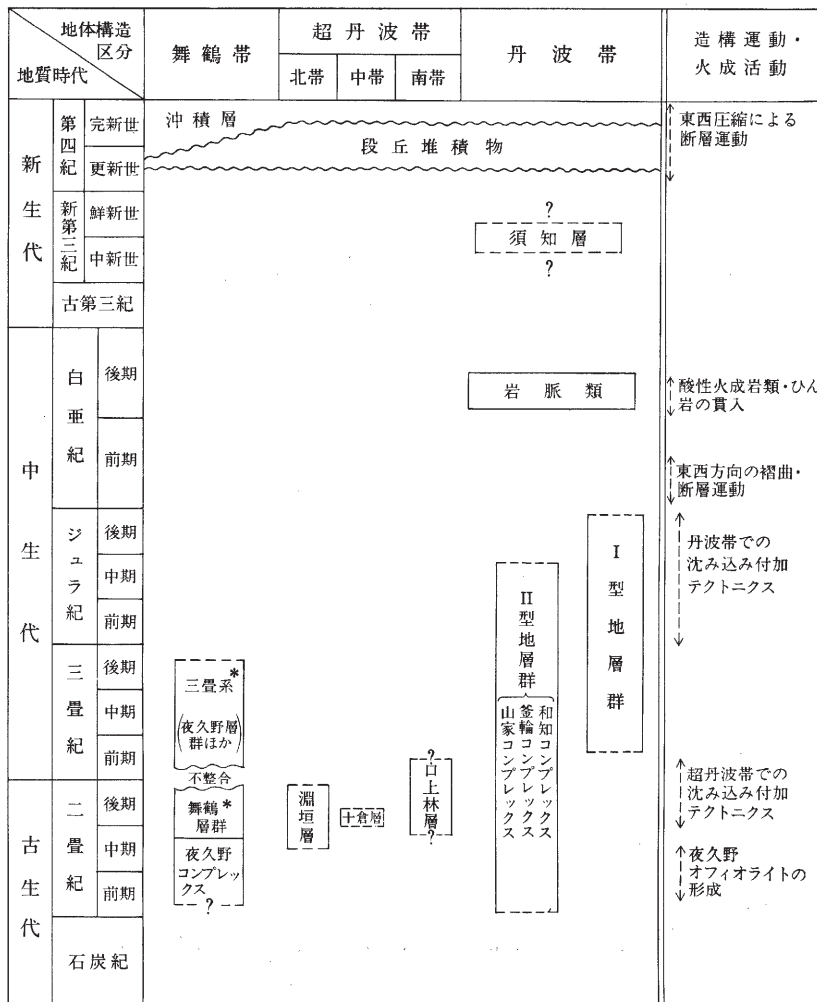 地体構造
区分
地質時代
舞鶴帯
超丹波帯
北帯
中帯
南帯
丹波帯
造構運動・
火成活動
新生代
第四紀
完新世
更新世
新第三紀
鮮新世
中新世
古第三紀
沖積層
段丘堆積物
?
須知層
?
東西圧縮による
断層運動
中生代
白亜紀
後期
前期
岩脈類
酸性火成岩類・ひん
岩の貫入
東西方向の褶曲・
断層運動
ジュラ紀
後期
中期
前期
I型地層群
II型地層群
和知コンプレックス
釜輪コンプレックス
山家コンプレックス
丹波帯での
沈み込み付加
テクトニクス
三畳紀
後期
中期
前期
三畳系*
(夜久野層
群ほか)
不整合
古生代
二畳紀
後期
中期
前期
舞鶴*
層群
夜久野
コンプレッ
クス
?
淵垣層
十倉層
?
口上林層
?
超丹波帯での
沈み込み付加
テクトニクス
夜久野
オフィオライトの
形成
石炭紀